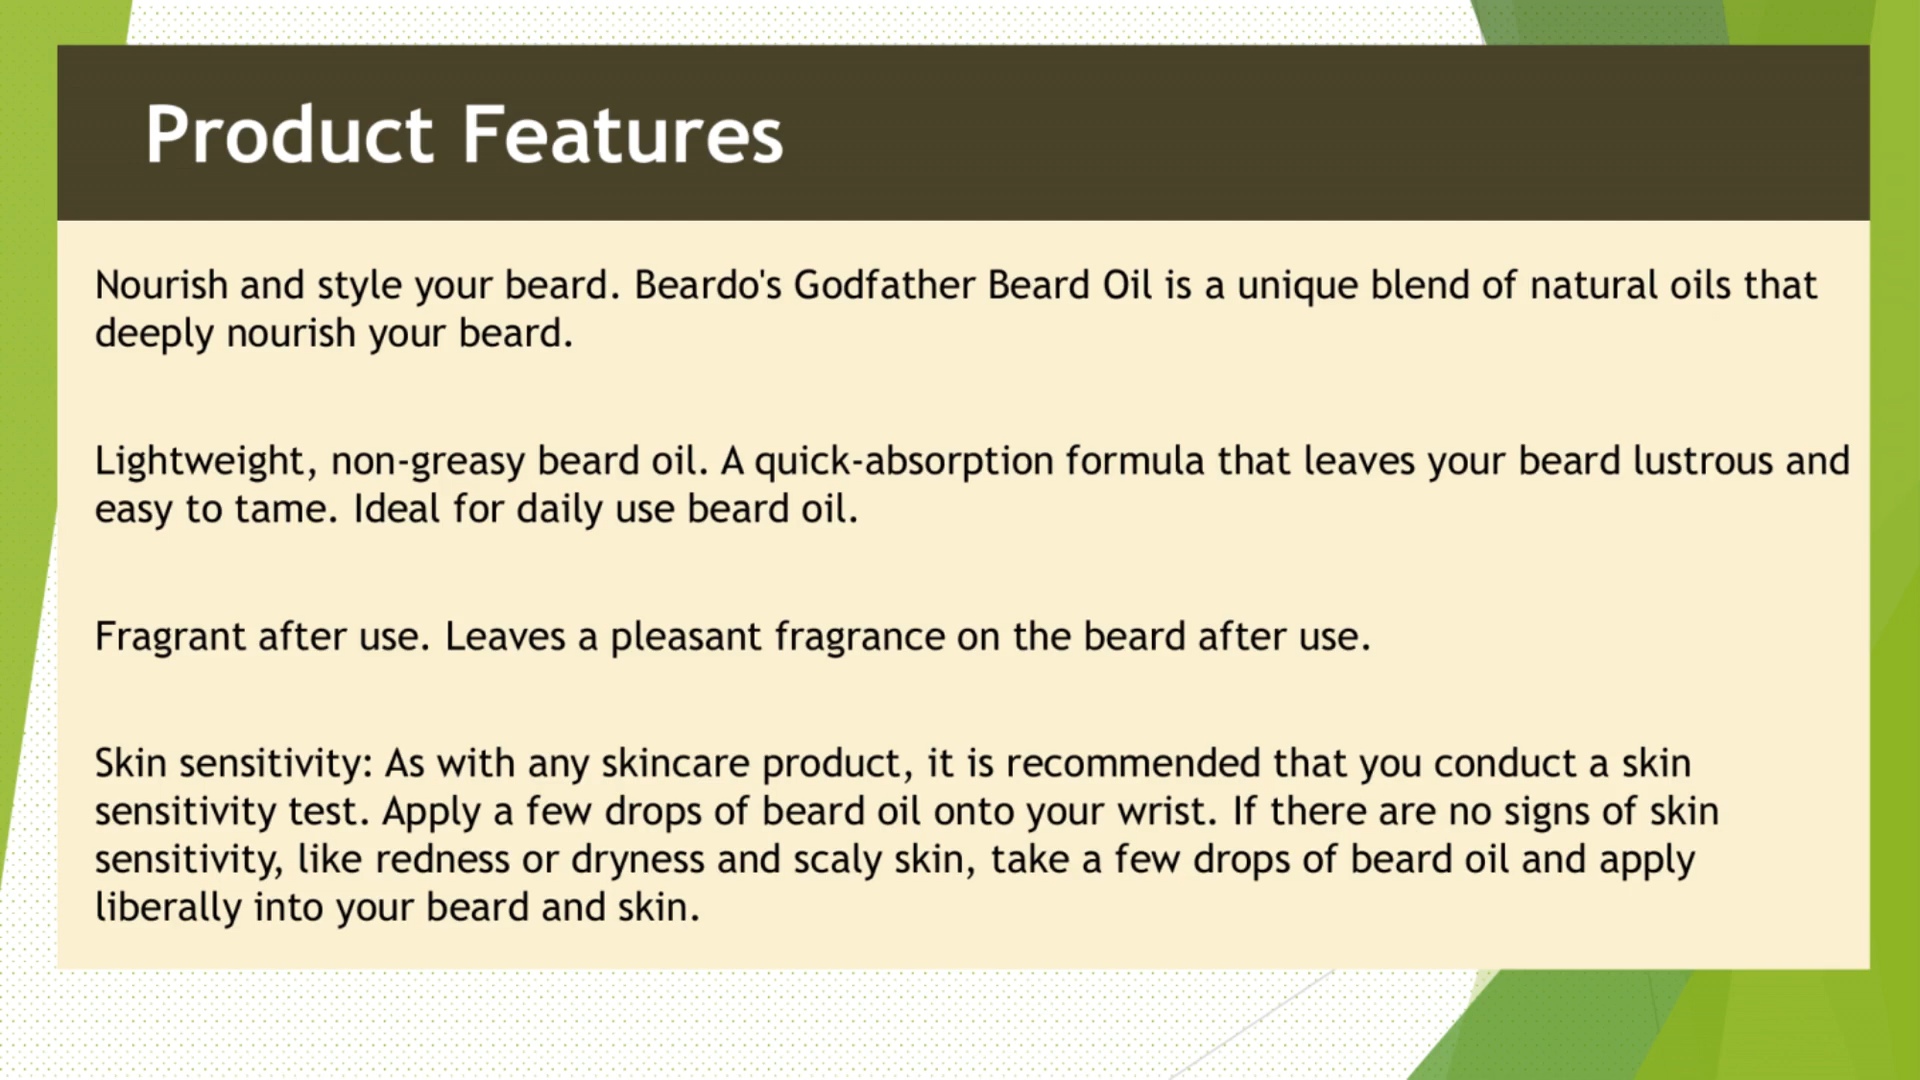 Product Features
Nourish and style your beard. Beardo's Godfather Beard Oil is a unique blend of natural oils that
deeply nourish your beard.
Lightweight, non-greasy beard oil. A quick-absorption formula that leaves your beard lustrous and
easy to tame. Ideal for daily use beard oil.
Fragrant after use. Leaves a pleasant fragrance on the beard after use.
Skin sensitivity: As with any skincare product, it is recommended that you conduct a skin
sensitivity test. Apply a few drops of beard oil onto your wrist. If there are no signs of skin
sensitivity, like redness or dryness and scaly skin, take a few drops of beard oil and apply
liberally into your beard and skin.